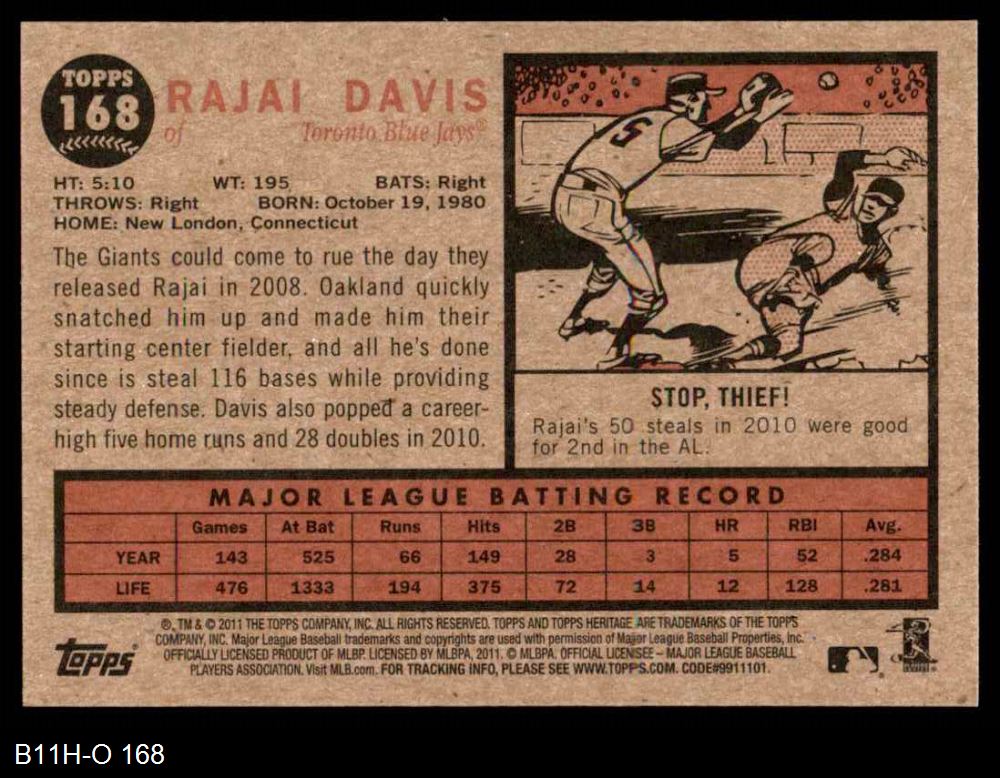 TOPPS
168
RAJAI DAVIS
of Toronto Blue Jays®
HT: 5:10 WT: 195 BATS: Right
THROWS: Right BORN: October 19, 1980
HOME: New London, Connecticut
The Giants could come to rue the day they
released Rajai in 2008. Oakland quickly
snatched him up and made him their
starting center fielder, and all he's done
since is steal 116 bases while providing
steady defense. Davis also popped a career-
high five home runs and 28 doubles in 2010.
5
STOP, THIEF!
Rajai's 50 steals in 2010 were good
for 2nd in the AL.
MAJOR LEAGUE BATTING RECORD
Games At Bat Runs Hits 2B 3B HR RBI Avg.
YEAR 143 525 66 149 28 3 5 52 .284
LIFE 476 1333 194 375 72 14 12 128 .281
®, TM & © 2011 THE TOPPS COMPANY, INC. ALL RIGHTS RESERVED. TOPPS AND TOPPS HERITAGE ARE TRADEMARKS OF THE TOPPS
COMPANY, INC. Major League Baseball trademarks and copyrights are used with permission of Major League Baseball Properties, Inc.
OFFICIALLY LICENSED PRODUCT OF MLBP. LICENSED BY MLBPA, 2011. © MLBPA. OFFICIAL LICENSEE – MAJOR LEAGUE BASEBALL
PLAYERS ASSOCIATION. Visit MLB.com. FOR TRACKING INFO, PLEASE SEE WWW.TOPPS.COM. CODE#9911101.
topps®
B11H-O 168